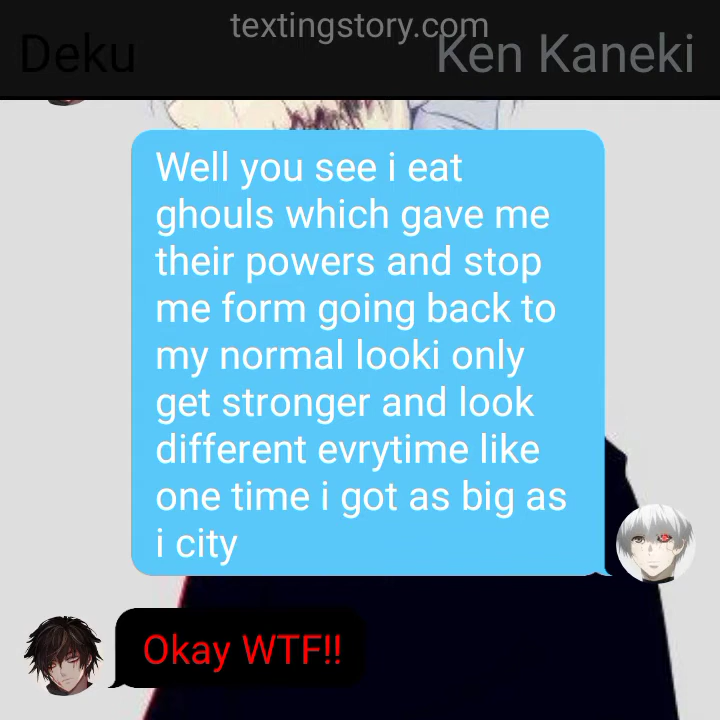 textingstory.com
Deku
Ken Kaneki
Well you see i eat
ghouls which gave me
their powers and stop
me form going back to
my normal looki only
get stronger and look
different evrytime like
one time i got as big as
i city
Okay WTF!!